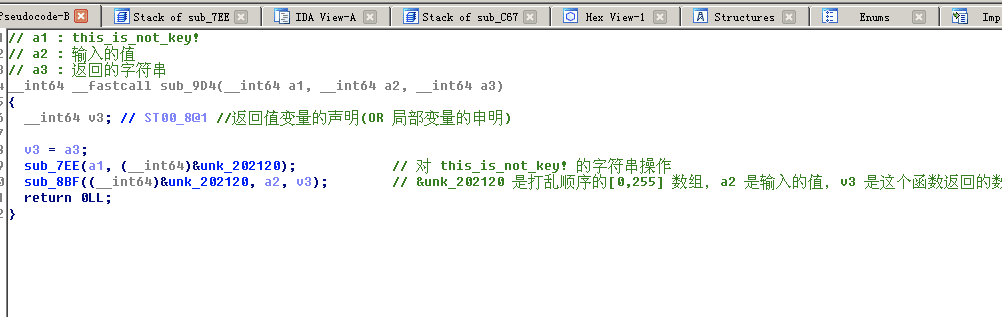 Pseudocode-B Stack of sub_7EE IDA View-A Stack of sub_C67 Hex View-1 Structures Enums Imp
// a1 : this_is_not_key!
// a2 : 输入的值
// a3 : 返回的字符串
__int64 __fastcall sub_9D4(__int64 a1, __int64 a2, __int64 a3)
{
__int64 v3; // ST00_8@1 //返回值变量的声明(OR 局部变量的申明)
v3 = a3;
sub_7EE(a1, (__int64)&unk_202120); // 对 this_is_not_key! 的字符串操作
sub_8BF((__int64)&unk_202120, a2, v3); // &unk_202120 是打乱顺序的[0,255] 数组, a2 是输入的值, v3 是这个函数返回的数
return 0LL;
}